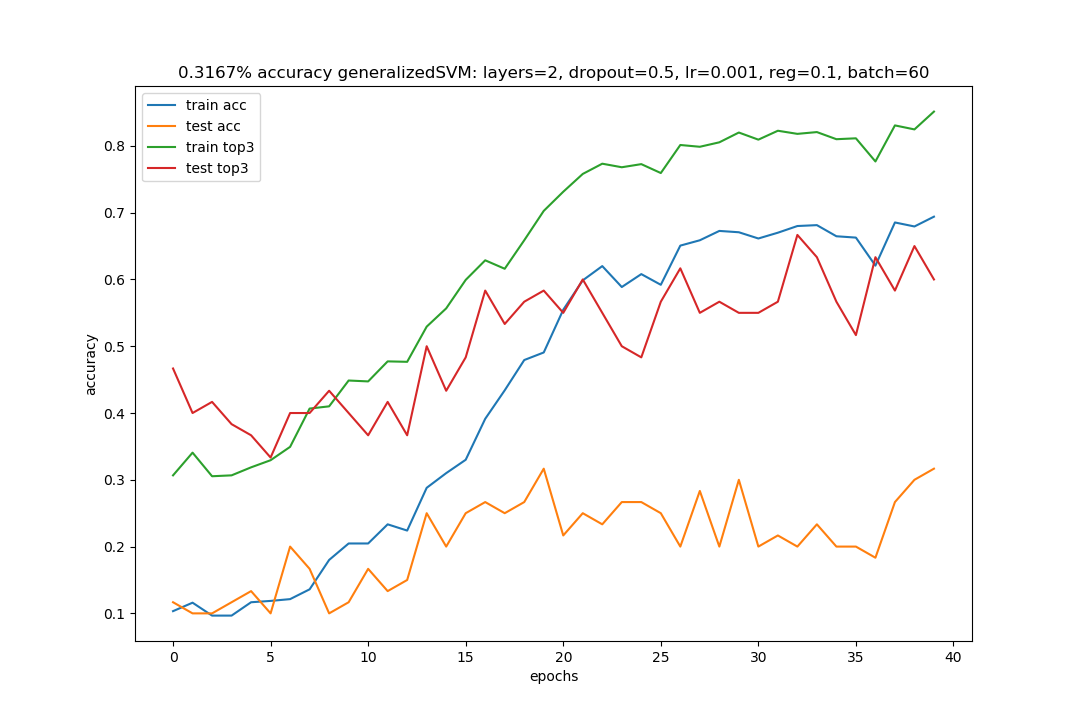 0.3167% accuracy generalizedSVM: layers=2, dropout=0.5, lr=0.001, reg=0.1, batch=60
train acc
test acc
train top3
test top3
0.8
0.7
0.6
0.5
0.4
0.3
0.2
0.1
accuracy
0 5 10 15 20 25 30 35 40
epochs